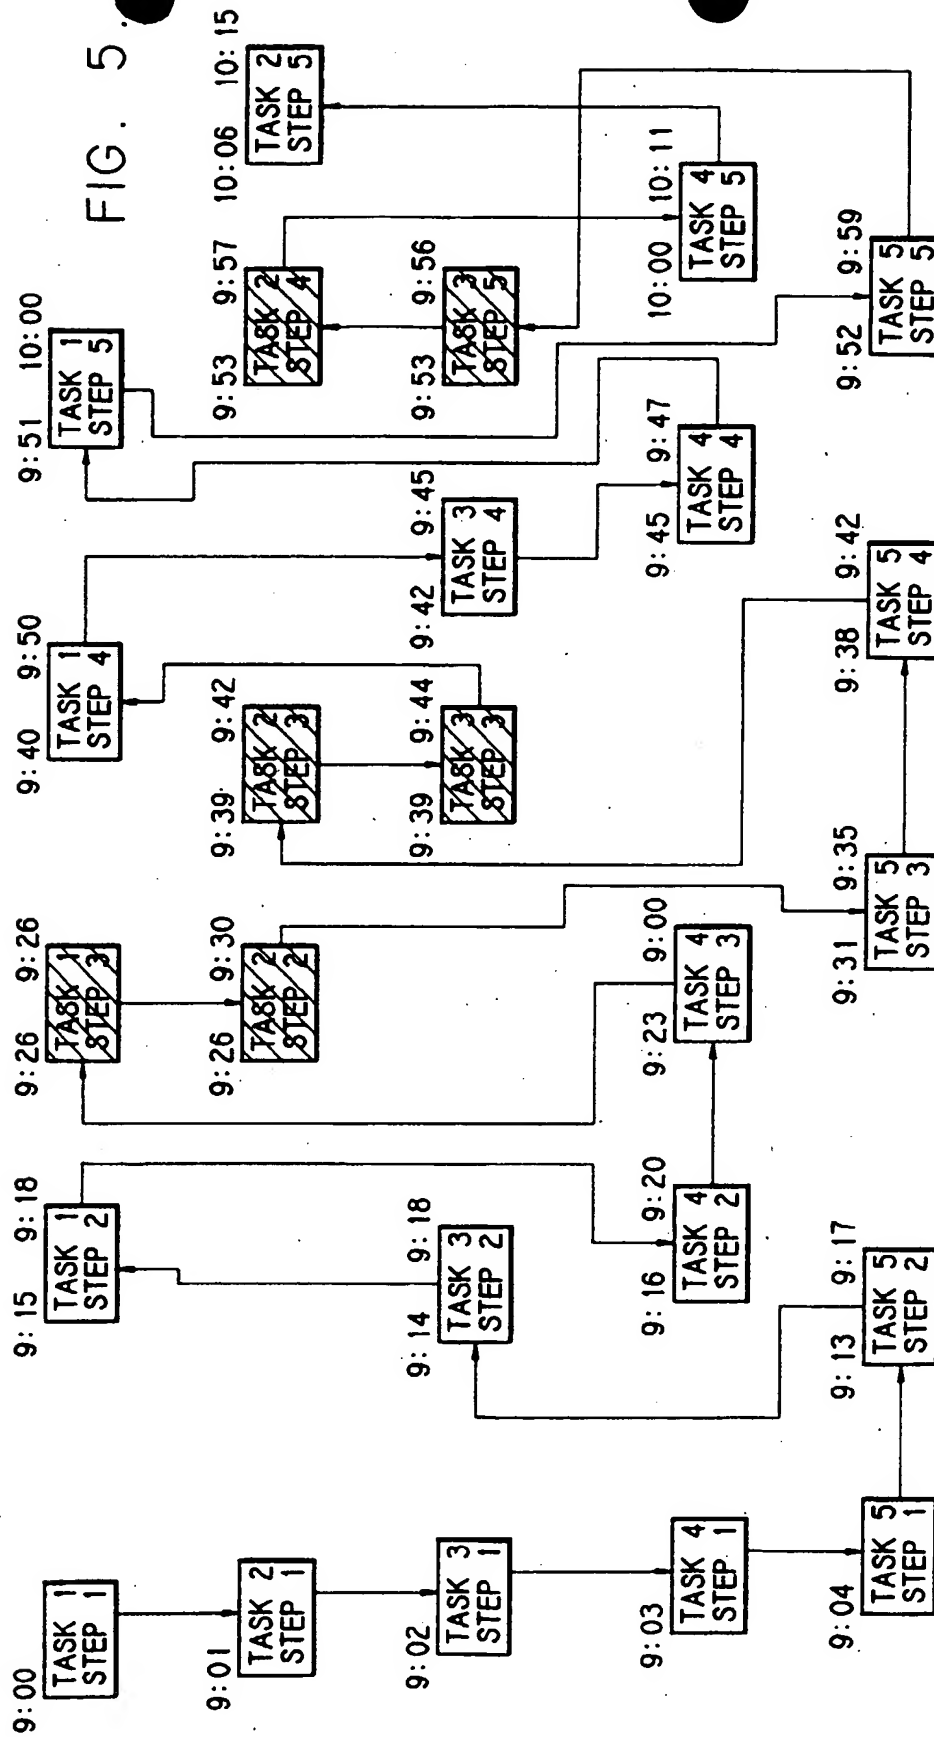 FIG. 5.
9:00
TASK 1
STEP 1
9:15 9:18
TASK 1
STEP 2
9:26 9:26
TASK 1
STEP 3
9:40 9:50
TASK 1
STEP 4
9:51 10:00
TASK 1
STEP 5
9:01
TASK 2
STEP 1
9:26 9:30
TASK 2
STEP 2
9:39 9:42
TASK 2
STEP 3
9:53 9:57
TASK 2
STEP 4
10:06 10:15
TASK 2
STEP 5
9:02
TASK 3
STEP 1
9:14 9:18
TASK 3
STEP 2
9:39 9:44
TASK 3
STEP 3
9:42 9:45
TASK 3
STEP 4
9:53 9:56
TASK 3
STEP 5
9:03
TASK 4
STEP 1
9:16 9:20
TASK 4
STEP 2
9:23 9:00
TASK 4
STEP 3
9:45 9:47
TASK 4
STEP 4
10:00 10:11
TASK 4
STEP 5
9:04
TASK 5
STEP 1
9:13 9:17
TASK 5
STEP 2
9:31 9:35
TASK 5
STEP 3
9:38 9:42
TASK 5
STEP 4
9:52 9:59
TASK 5
STEP 5